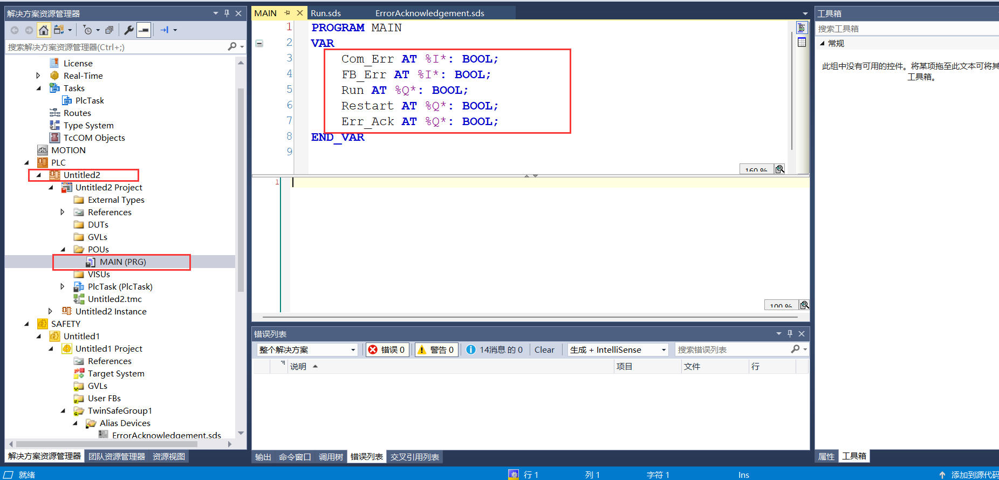 解决方案资源管理器
搜索解决方案资源管理器(Ctrl+;)
License
Real-Time
Tasks
PlcTask
Routes
Type System
TcCOM Objects
MOTION
PLC
Untitled2
Untitled2 Project
External Types
References
DUTs
GVLs
POUs
MAIN (PRG)
VISUs
PlcTask (PlcTask)
Untitled2.tmc
Untitled2 Instance
SAFETY
Untitled1
Untitled1 Project
References
Target System
GVLs
User FBs
TwinSafeGroup1
Alias Devices
ErrorAcknowledgement.sds
解决方案资源管理器 团队资源管理器 资源视图
MAIN Run.sds ErrorAcknowledgement.sds
1 PROGRAM MAIN
2 VAR
3 Com_Err AT %I*: BOOL;
4 FB_Err AT %I*: BOOL;
5 Run AT %Q*: BOOL;
6 Restart AT %Q*: BOOL;
7 Err_Ack AT %Q*: BOOL;
8 END_VAR
9
160 %
1
100 %
错误列表
整个解决方案 错误 0 警告 0 14消息 的 0 Clear 生成 + IntelliSense 搜索错误列表
说明 项目 文件 行
输出 命令窗口 调用树 错误列表 交叉引用列表
工具箱
搜索工具箱
常规
此组中没有可用的控件。将某项拖至此文本可将其
工具箱。
属性 工具箱
就绪 行 1 列 1 字符 1 Ins 添加到源代码